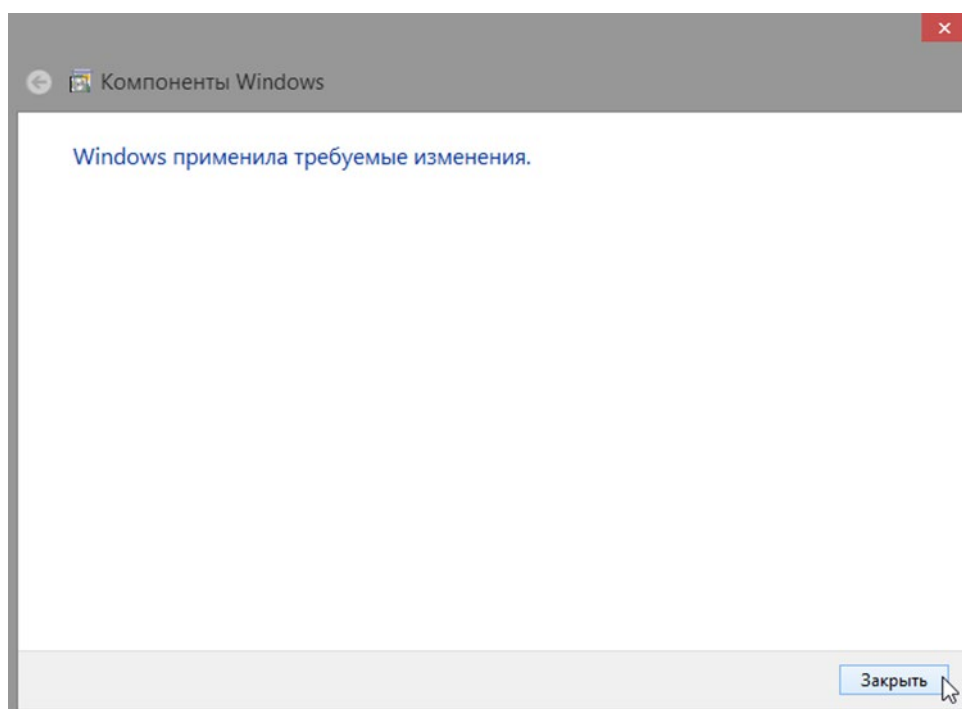 Компоненты Windows
Windows применила требуемые изменения.
Закрыть